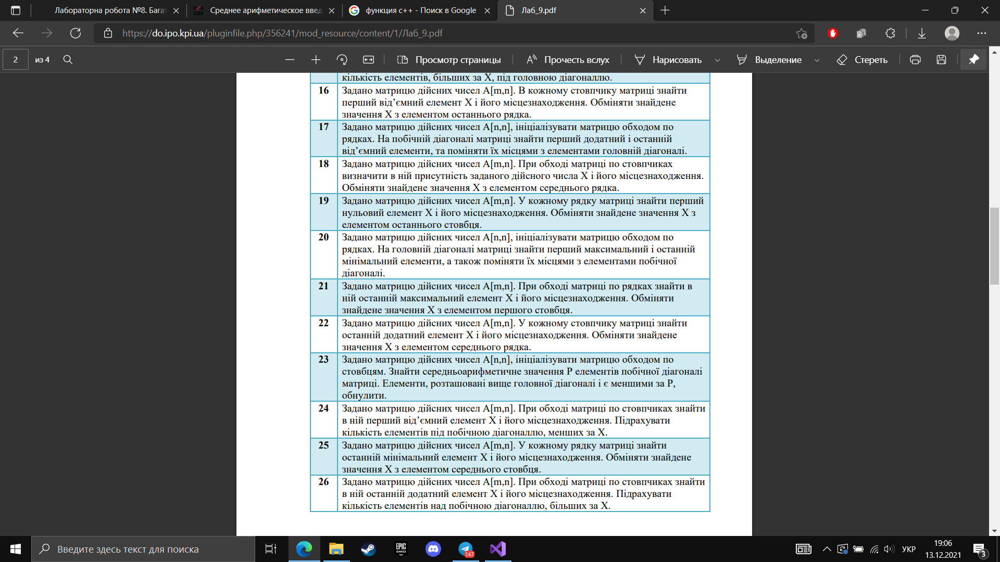 Лабораторна робота №8. Бага
Среднее арифметическое введ
функция c++ - Поиск в Google
Лаб_9.pdf
https://do.ipo.kpi.ua/pluginfile.php/356241/mod_resource/content/1/Лаб_9.pdf
2
из 4
Просмотр страницы
Прочесть вслух
Нарисовать
Выделение
Стереть
кількість елементів, більших за X, під головною діагоналлю.
16 Задано матрицю дійсних чисел A[m,n]. В кожному стовпчику матриці знайти
перший від’ємний елемент X і його місцезнаходження. Обміняти знайдене
значення X з елементом останнього рядка.
17 Задано матрицю дійсних чисел A[n,n], ініціалізувати матрицю обходом по
рядках. На побічній діагоналі матриці знайти перший додатний і останній
від’ємний елементи, та поміняти їх місцями з елементами головній діагоналі.
18 Задано матрицю дійсних чисел A[m,n]. При обході матриці по стовпчиках
визначити в ній присутність заданого дійсного числа X і його місцезнаходження.
Обміняти знайдене значення X з елементом середнього рядка.
19 Задано матрицю дійсних чисел A[m,n]. У кожному рядку матриці знайти перший
нульовий елемент X і його місцезнаходження. Обміняти знайдене значення X з
елементом останнього стовбця.
20 Задано матрицю дійсних чисел A[n,n], ініціалізувати матрицю обходом по
рядках. На головній діагоналі матриці знайти перший максимальний і останній
мінімальний елементи, а також поміняти їх місцями з елементами побічної
діагоналі.
21 Задано матрицю дійсних чисел A[m,n]. При обході матриці по рядках знайти в
ній останній максимальний елемент X і його місцезнаходження. Обміняти
знайдене значення X з елементом першого стовбця.
22 Задано матрицю дійсних чисел A[m,n]. У кожному стовпчику матриці знайти
останній додатний елемент X і його місцезнаходження. Обміняти знайдене
значення X з елементом середнього рядка.
23 Задано матрицю дійсних чисел A[n,n], ініціалізувати матрицю обходом по
стовбцям. Знайти середньоарифметичне значення P елементів побічної діагоналі
матриці. Елементи, розташовані вище головної діагоналі і є меншими за P,
обнулити.
24 Задано матрицю дійсних чисел A[m,n]. При обході матриці по стовпчиках знайти
в ній перший від’ємний елемент X і його місцезнаходження. Підрахувати
кількість елементів під побічною діагоналлю, менших за X.
25 Задано матрицю дійсних чисел A[m,n]. У кожному рядку матриці знайти
останній мінімальний елемент X і його місцезнаходження. Обміняти знайдене
значення X з елементом середнього стовбця.
26 Задано матрицю дійсних чисел A[m,n]. При обході матриці по стовпчиках знайти
в ній останній додатний елемент X і його місцезнаходження. Підрахувати
кількість елементів над побічною діагоналлю, більших за X.
Введите здесь текст для поиска
EPIC
GAMES
147
УКР
19:06
13.12.2021
3